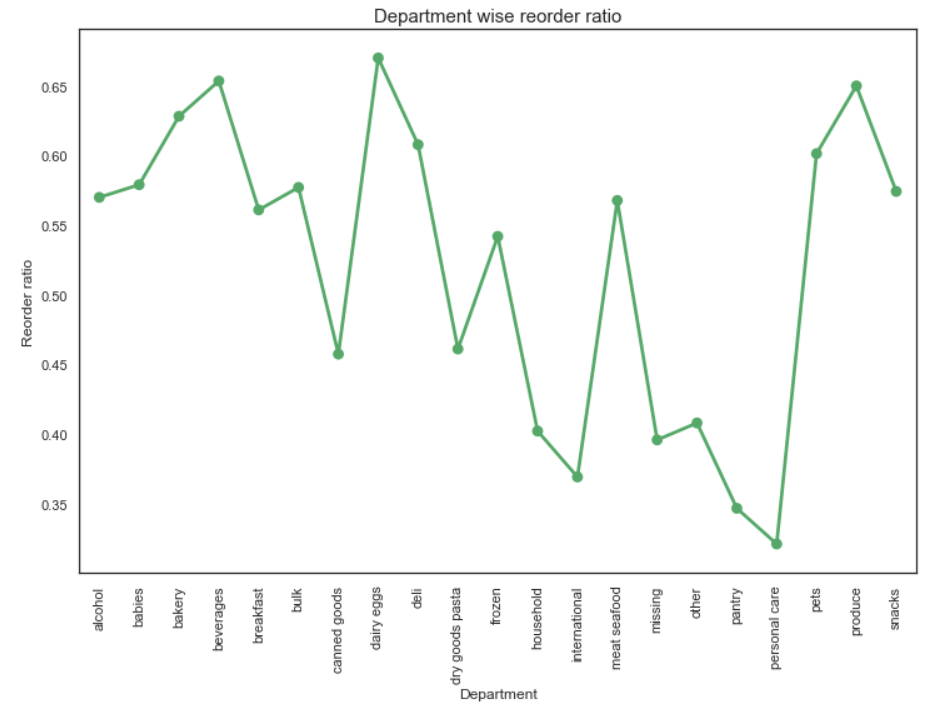 Department wise reorder ratio
Reorder ratio
0.65
0.60
0.55
0.50
0.45
0.40
0.35
alcohol
babies
bakery
beverages
breakfast
bulk
canned goods
dairy eggs
deli
dry goods pasta
frozen
household
international
meat seafood
missing
other
pantry
personal care
pets
produce
snacks
Department